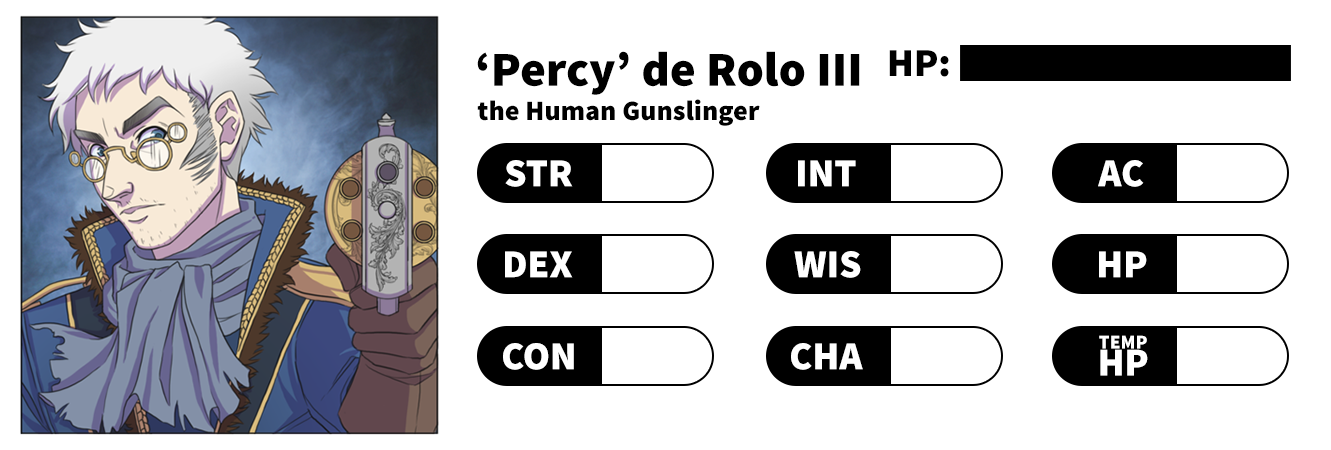 ‘Percy’ de Rolo III
HP:
the Human Gunslinger
STR
INT
AC
DEX
WIS
HP
CON
CHA
TEMP
HP